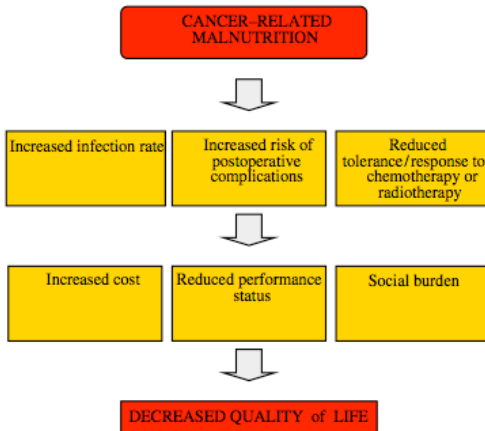 CANCER–RELATED
MALNUTRITION
Increased infection rate
Increased risk of
postoperative
complications
Reduced
tolerance/response to
chemotherapy or
radiotherapy
Increased cost
Reduced performance
status
Social burden
DECREASED QUALITY of LIFE